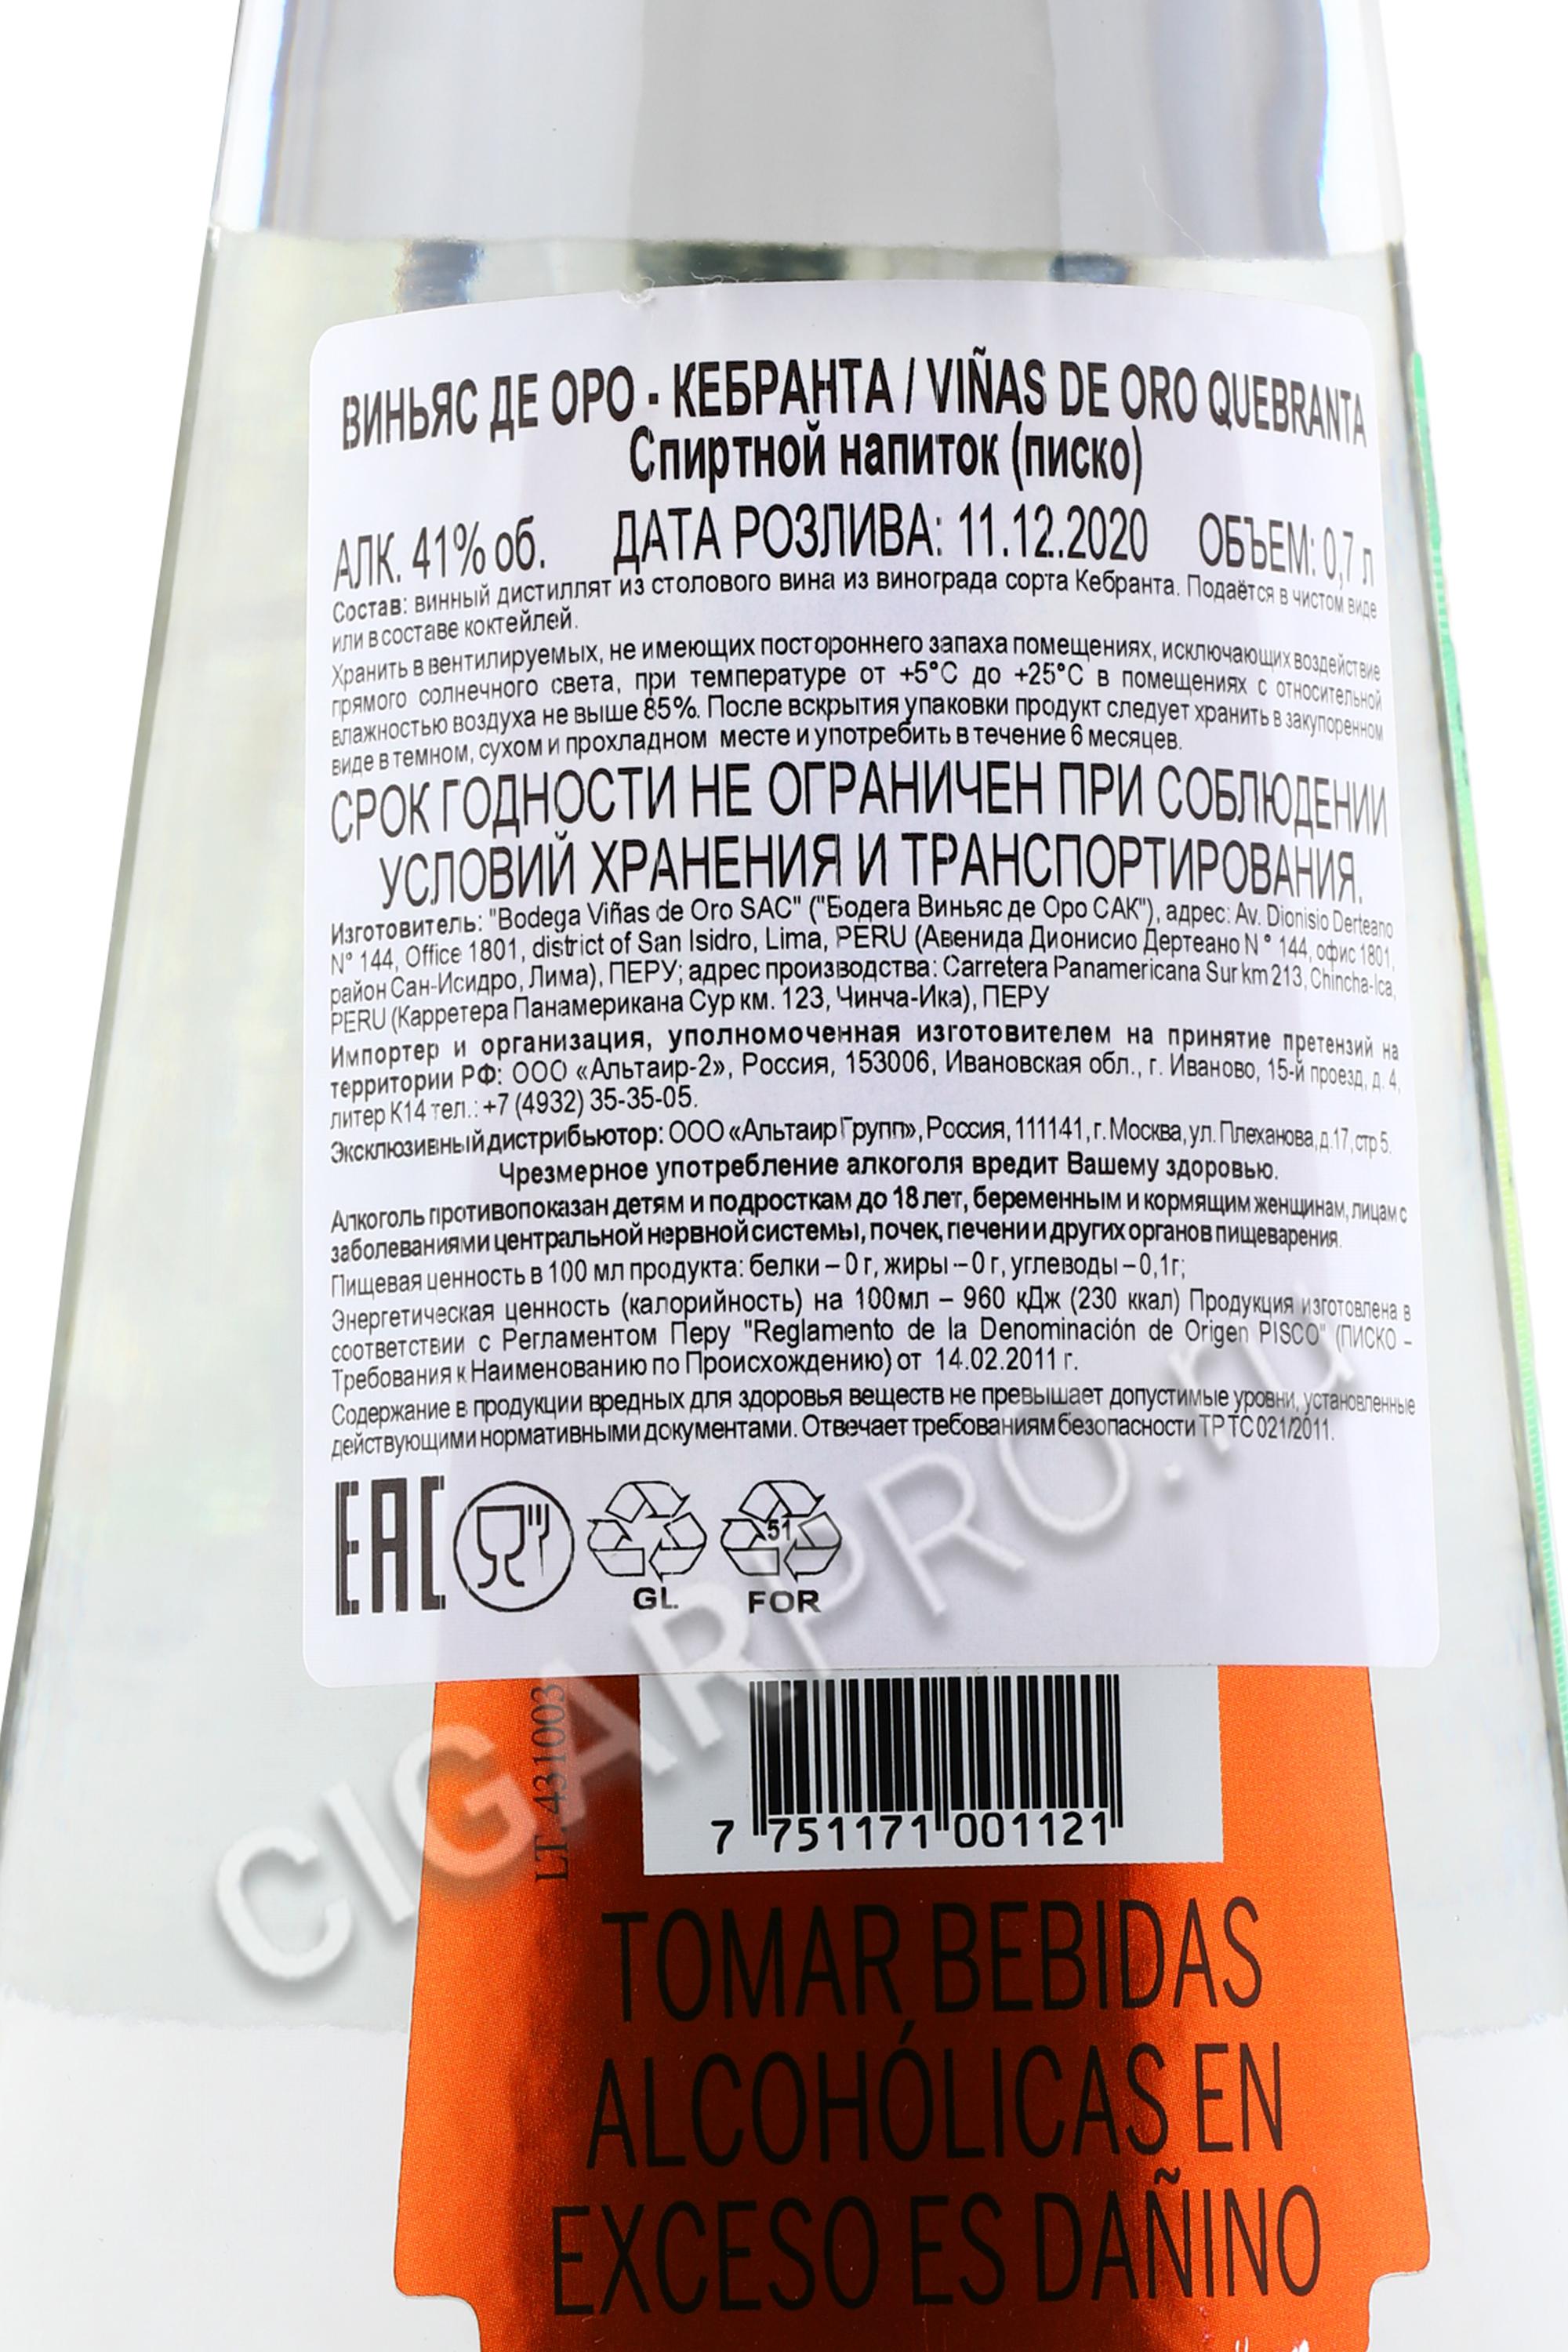 ВИНЬЯС ДЕ ОРО - КЕБРАНТА / VIÑAS DE ORO QUEBRANTA
Спиртной напиток (писко)
АЛК. 41% об. ДАТА РОЗЛИВА: 11.12.2020 ОБЪЕМ: 0,7 л
Состав: винный дистиллят из столового вина из винограда сорта Кебранта. Подаётся в чистом виде
или в составе коктейлей.
Хранить в вентилируемых, не имеющих постороннего запаха помещениях, исключающих воздействие
прямого солнечного света, при температуре от +5°C до +25°C в помещениях с относительной
влажностью воздуха не выше 85%. После вскрытия упаковки продукт следует хранить в закупоренном
виде в темном, сухом и прохладном месте и употребить в течение 6 месяцев.
СРОК ГОДНОСТИ НЕ ОГРАНИЧЕН ПРИ СОБЛЮДЕНИИ
УСЛОВИЙ ХРАНЕНИЯ И ТРАНСПОРТИРОВАНИЯ.
Изготовитель: "Bodega Viñas de Oro SAC" ("Бодега Виньяс де Оро САК"), адрес: Av. Dionisio Derteano
N° 144, Office 1801, district of San Isidro, Lima, PERU (Авенида Дионисио Дертеано N° 144, офис 1801,
район Сан-Исидро, Лима), ПЕРУ; адрес производства: Carretera Panamericana Sur km 213, Chincha-Ica,
PERU (Карретера Панамерикана Сур км. 123, Чинча-Ика), ПЕРУ
Импортер и организация, уполномоченная изготовителем на принятие претензий на
территории РФ: ООО «Альтаир-2», Россия, 153006, Ивановская обл., г. Иваново, 15-й проезд, д. 4,
литер К14 тел.: +7 (4932) 35-35-05.
Эксклюзивный дистрибьютор: ООО «Альтаир Групп», Россия, 111141, г. Москва, ул. Плеханова, д.17, стр 5.
Чрезмерное употребление алкоголя вредит Вашему здоровью.
Алкоголь противопоказан детям и подросткам до 18 лет, беременным и кормящим женщинам, лицам с
заболеваниями центральной нервной системы, почек, печени и других органов пищеварения.
Пищевая ценность в 100 мл продукта: белки – 0 г, жиры – 0 г, углеводы – 0,1г;
Энергетическая ценность (калорийность) на 100мл – 960 кДж (230 ккал) Продукция изготовлена в
соответствии с Регламентом Перу "Reglamento de la Denominación de Origen PISCO" (ПИСКО –
Требования к Наименованию по Происхождению) от 14.02.2011 г.
Содержание в продукции вредных для здоровья веществ не превышает допустимые уровни, установленные
действующими нормативными документами. Отвечает требованиям безопасности ТР ТС 021/2011.
EAC
51
GL FOR
LT. 431003
7 751171 001121
CIGARPRO.ru
TOMAR BEBIDAS
ALCOHÓLICAS EN
EXCESO ES DAÑINO